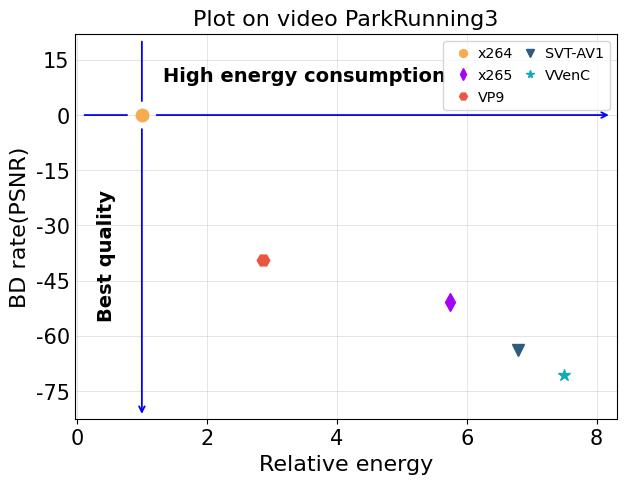 Plot on video ParkRunning3
x264
x265
VP9
SVT-AV1
VVenC
High energy consumption
Best quality
BD rate(PSNR)
15
0
-15
-30
-45
-60
-75
0 2 4 6 8
Relative energy